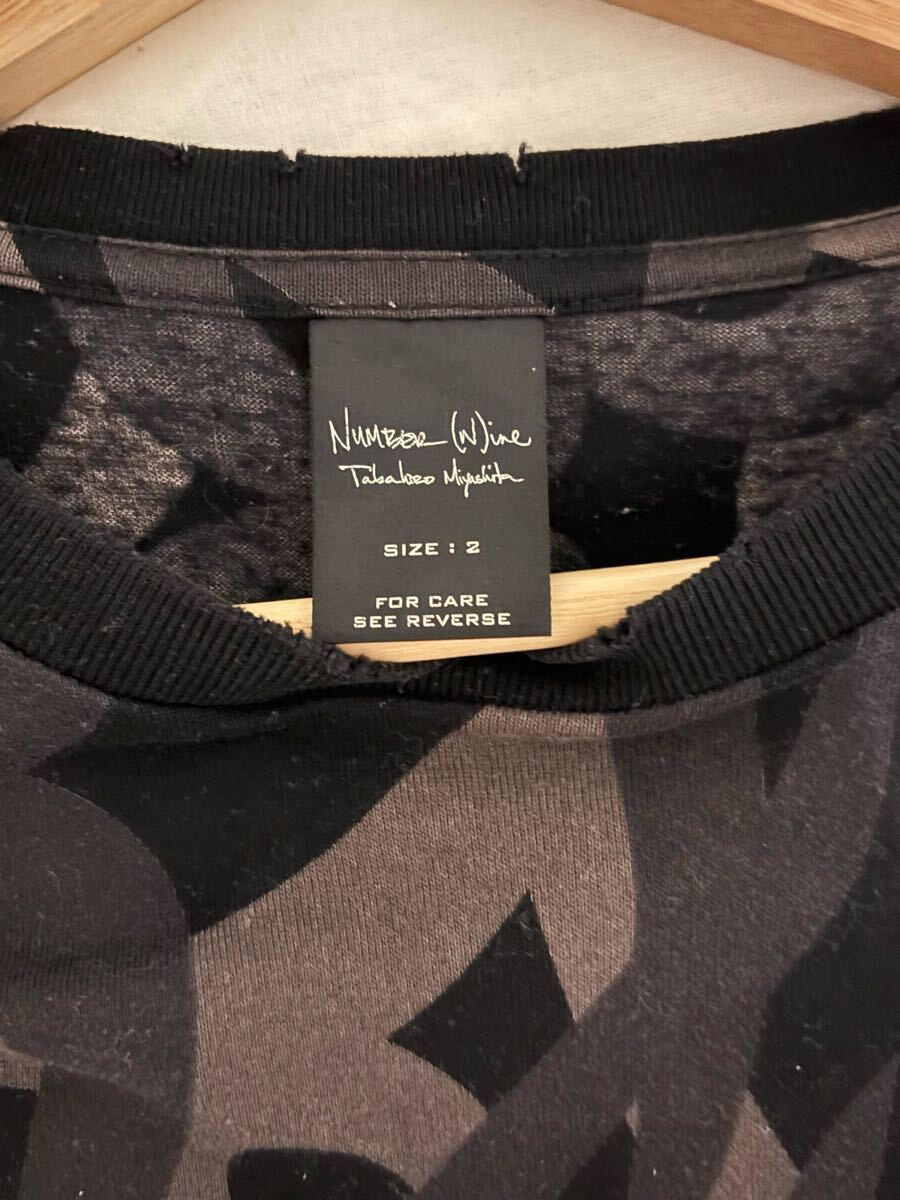 NUMBER (N)ine
Takahiro Miyashita
SIZE : 2
FOR CARE
SEE REVERSE